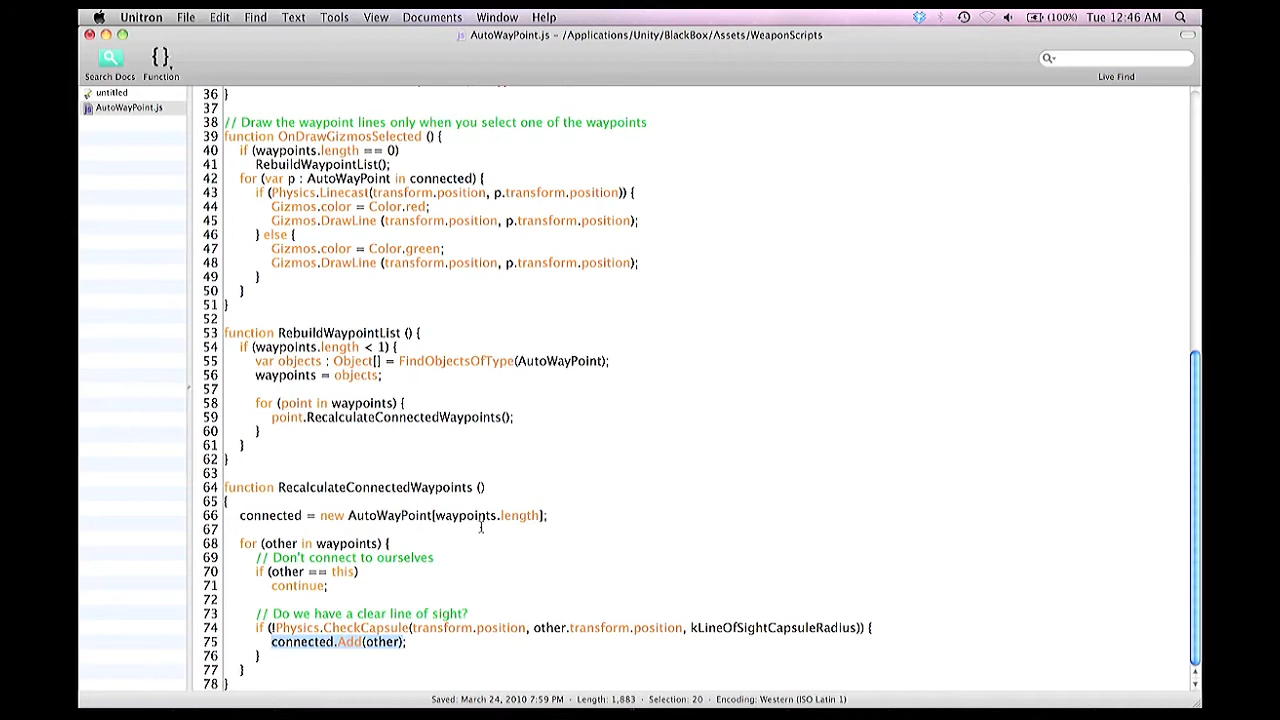 Unitron File Edit Find Text Tools View Documents Window Help (100%) Tue 12:46 AM
AutoWayPoint.js – /Applications/Unity/BlackBox/Assets/WeaponScripts
{}
Search Docs Function Live Find
untitled
AutoWayPoint.js
36 }
37
38 // Draw the waypoint lines only when you select one of the waypoints
39 function OnDrawGizmosSelected () {
40 if (waypoints.length == 0)
41 RebuildWaypointList();
42 for (var p : AutoWayPoint in connected) {
43 if (Physics.Linecast(transform.position, p.transform.position)) {
44 Gizmos.color = Color.red;
45 Gizmos.DrawLine (transform.position, p.transform.position);
46 } else {
47 Gizmos.color = Color.green;
48 Gizmos.DrawLine (transform.position, p.transform.position);
49 }
50 }
51 }
52
53 function RebuildWaypointList () {
54 if (waypoints.length < 1) {
55 var objects : Object[] = FindObjectsOfType(AutoWayPoint);
56 waypoints = objects;
57
58 for (point in waypoints) {
59 point.RecalculateConnectedWaypoints();
60 }
61 }
62 }
63
64 function RecalculateConnectedWaypoints ()
65 {
66 connected = new AutoWayPoint[waypoints.length];
67
68 for (other in waypoints) {
69 // Don't connect to ourselves
70 if (other == this)
71 continue;
72
73 // Do we have a clear line of sight?
74 if (!Physics.CheckCapsule(transform.position, other.transform.position, kLineOfSightCapsuleRadius)) {
75 connected.Add(other);
76 }
77 }
78 }
Saved: March 24, 2010 7:59 PM • Length: 1,883 • Selection: 20 • Encoding: Western (ISO Latin 1)